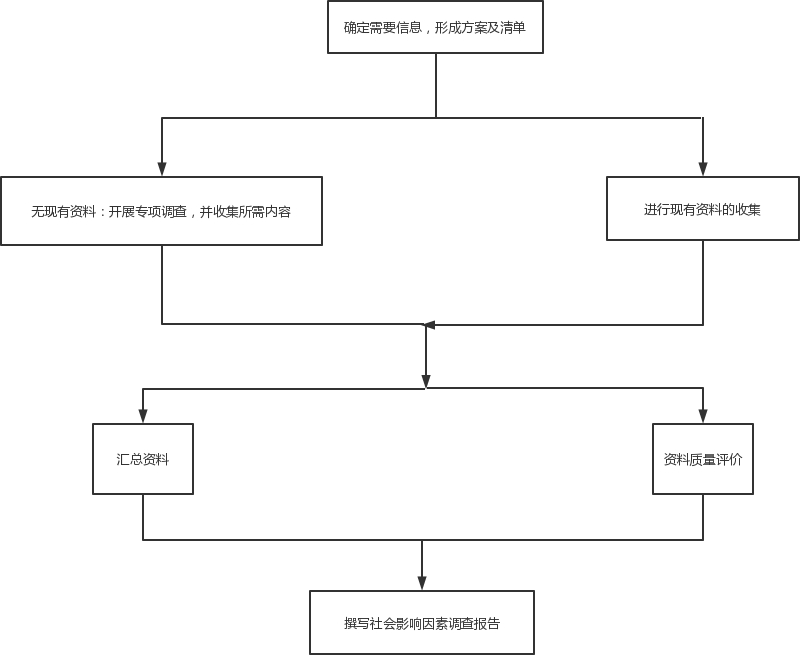 确定需要信息，形成方案及清单
无现有资料：开展专项调查，并收集所需内容
进行现有资料的收集
汇总资料
资料质量评价
撰写社会影响因素调查报告